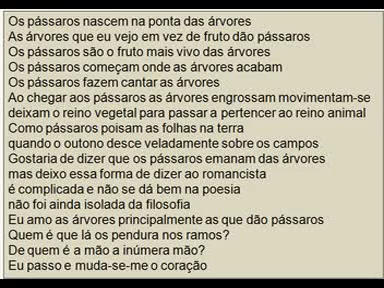 Os pássaros nascem na ponta das árvores
As árvores que eu vejo em vez de fruto dão pássaros
Os pássaros são o fruto mais vivo das árvores
Os pássaros começam onde as árvores acabam
Os pássaros fazem cantar as árvores
Ao chegar aos pássaros as árvores engrossam movimentam-se
deixam o reino vegetal para passar a pertencer ao reino animal
Como pássaros poisam as folhas na terra
quando o outono desce veladamente sobre os campos
Gostaria de dizer que os pássaros emanam das árvores
mas deixo essa forma de dizer ao romancista
é complicada e não se dá bem na poesia
não foi ainda isolada da filosofia
Eu amo as árvores principalmente as que dão pássaros
Quem é que lá os pendura nos ramos?
De quem é a mão a inúmera mão?
Eu passo e muda-se-me o coração